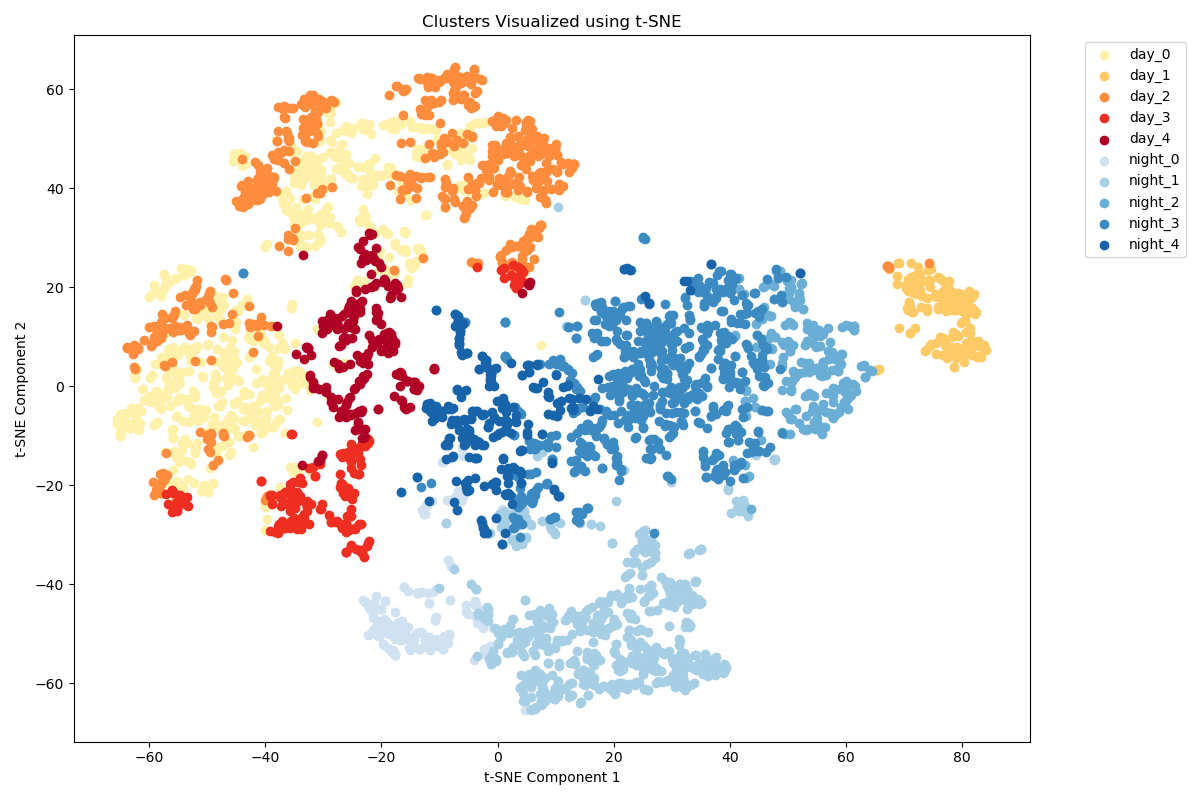 Clusters Visualized using t-SNE
t-SNE Component 2
60
40
20
0
−20
−40
−60
−60
−40
−20
0
20
40
60
80
t-SNE Component 1
day_0
day_1
day_2
day_3
day_4
night_0
night_1
night_2
night_3
night_4